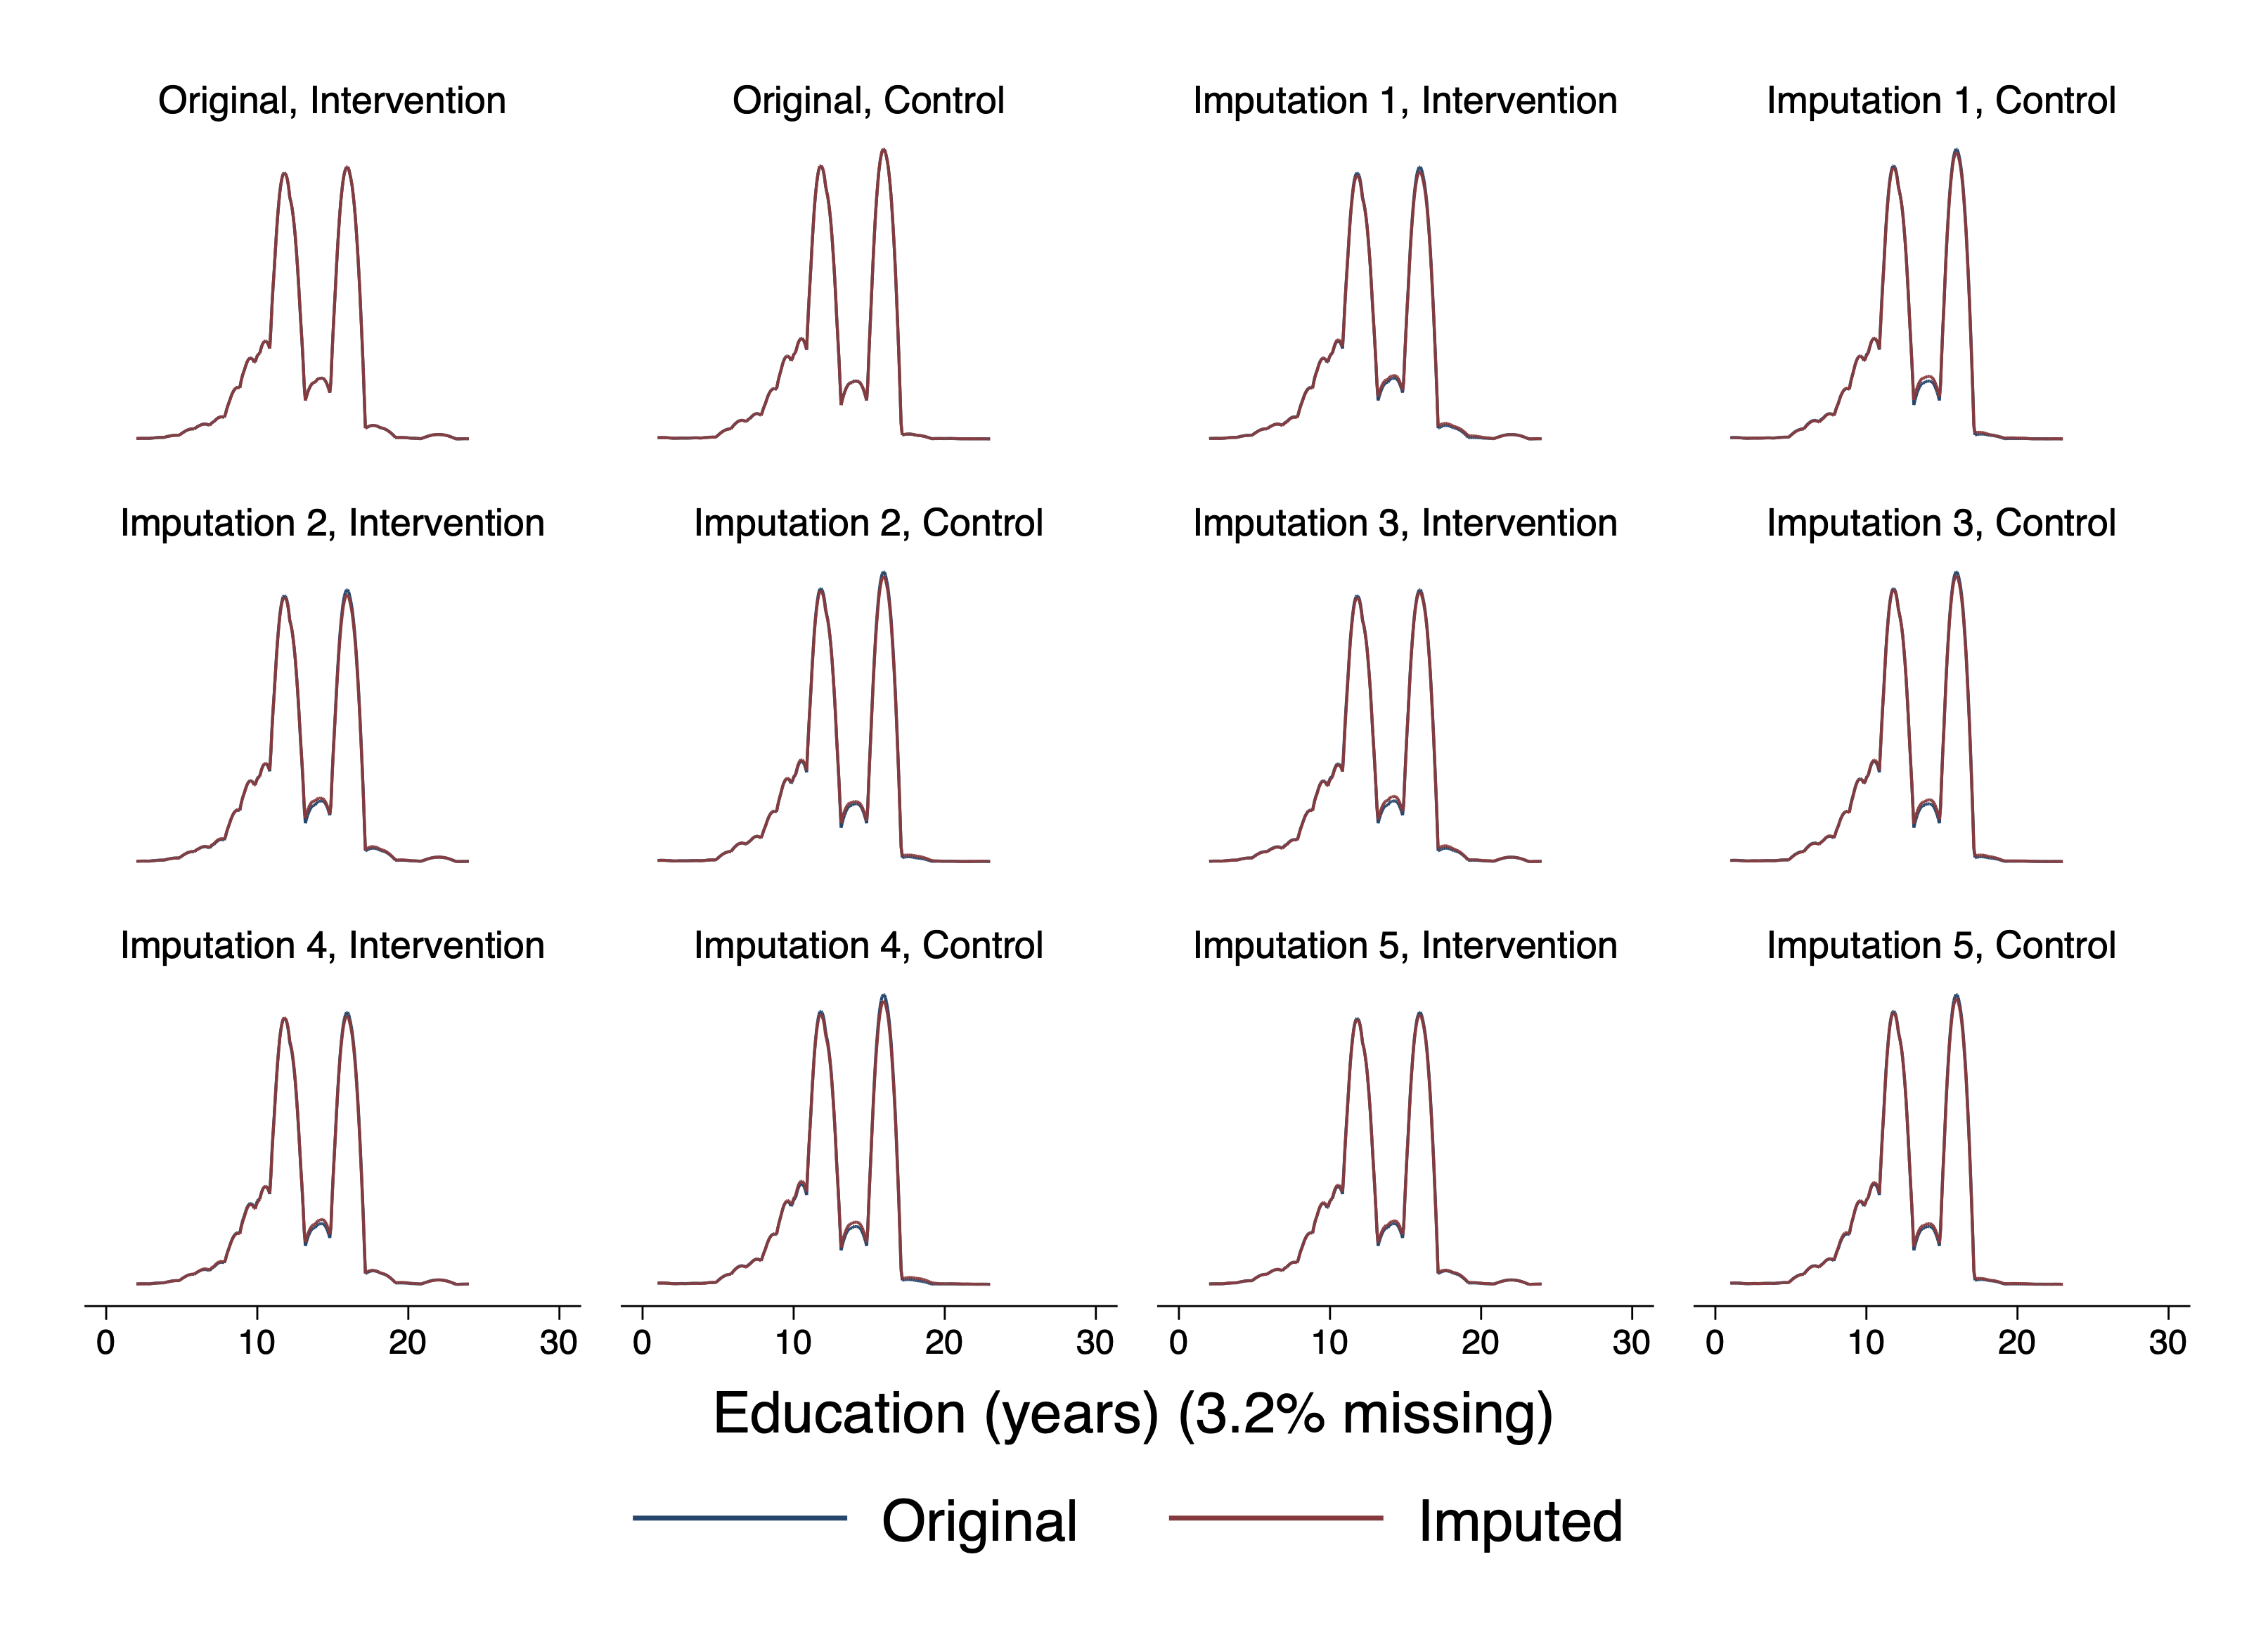 Original, Intervention
Original, Control
Imputation 1, Intervention
Imputation 1, Control
Imputation 2, Intervention
Imputation 2, Control
Imputation 3, Intervention
Imputation 3, Control
Imputation 4, Intervention
Imputation 4, Control
Imputation 5, Intervention
Imputation 5, Control
0 10 20 30
0 10 20 30
0 10 20 30
0 10 20 30
Education (years) (3.2% missing)
Original
Imputed